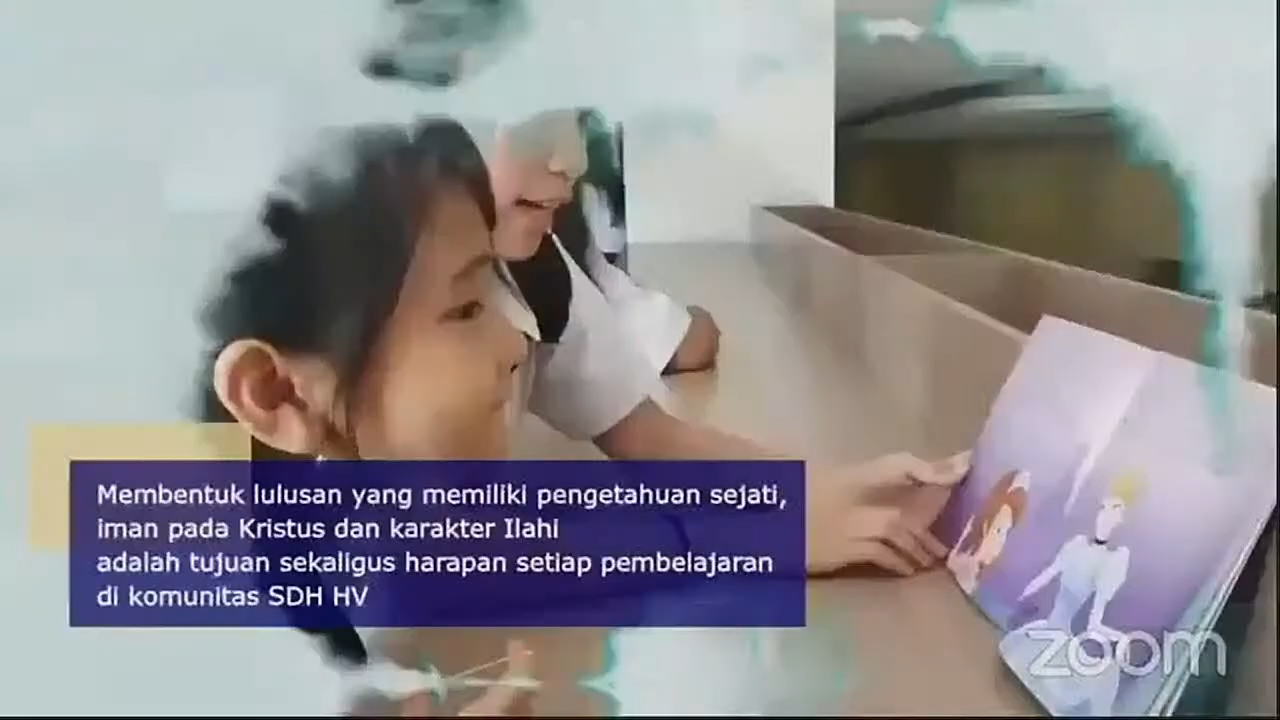 Membentuk lulusan yang memiliki pengetahuan sejati,
iman pada Kristus dan karakter Ilahi
adalah tujuan sekaligus harapan setiap pembelajaran
di komunitas SDH HV
zoom